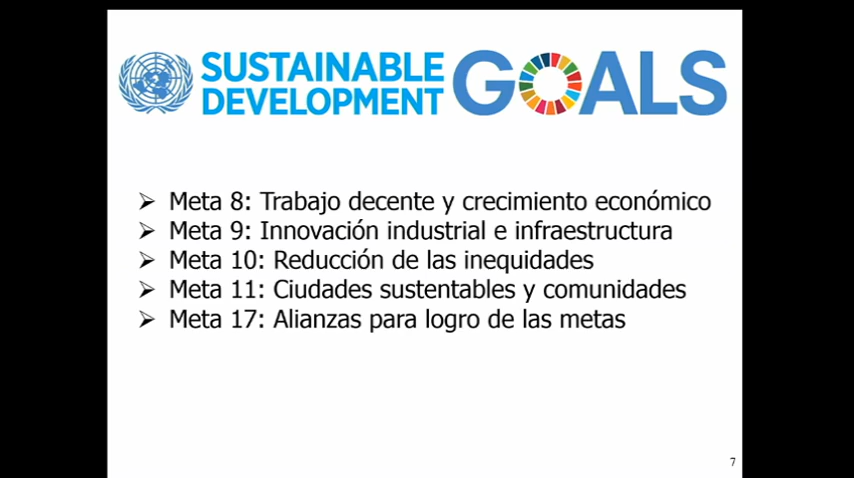 SUSTAINABLE
DEVELOPMENT
GOALS
Meta 8: Trabajo decente y crecimiento económico
Meta 9: Innovación industrial e infraestructura
Meta 10: Reducción de las inequidades
Meta 11: Ciudades sustentables y comunidades
Meta 17: Alianzas para logro de las metas
7